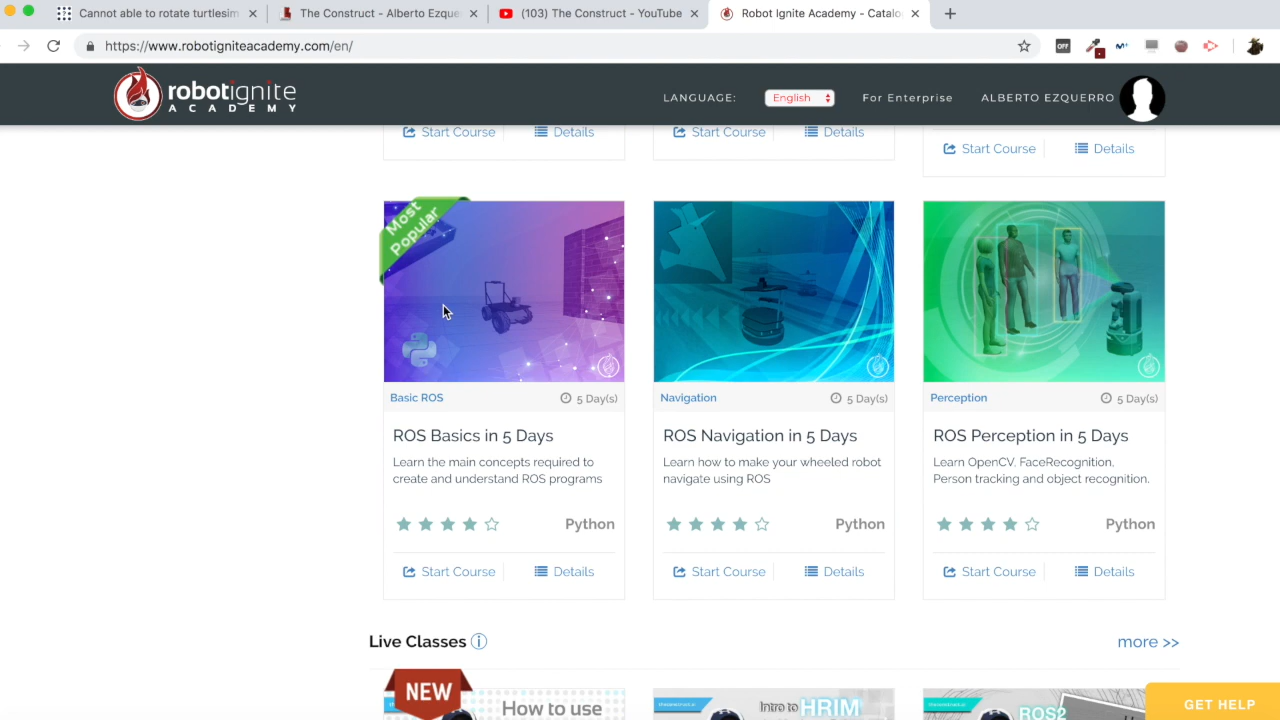 Cannot able to rotate turtlesim
The Construct - Alberto Ezque
(103) The Construct - YouTube
Robot Ignite Academy - Catalo
https://www.robotigniteacademy.com/en/
OFF
robotignite
ACADEMY
LANGUAGE:
English
For Enterprise
ALBERTO EZQUERRO
Start Course
Details
Start Course
Details
Start Course
Details
Most
Popular
Basic ROS
5 Day(s)
Navigation
5 Day(s)
Perception
5 Day(s)
ROS Basics in 5 Days
Learn the main concepts required to
create and understand ROS programs
Python
Start Course
Details
ROS Navigation in 5 Days
Learn how to make your wheeled robot
navigate using ROS
Python
Start Course
Details
ROS Perception in 5 Days
Learn OpenCV, FaceRecognition,
Person tracking and object recognition.
Python
Start Course
Details
Live Classes
more >>
NEW
How to use
Intro to HRIM
ROS2
GET HELP